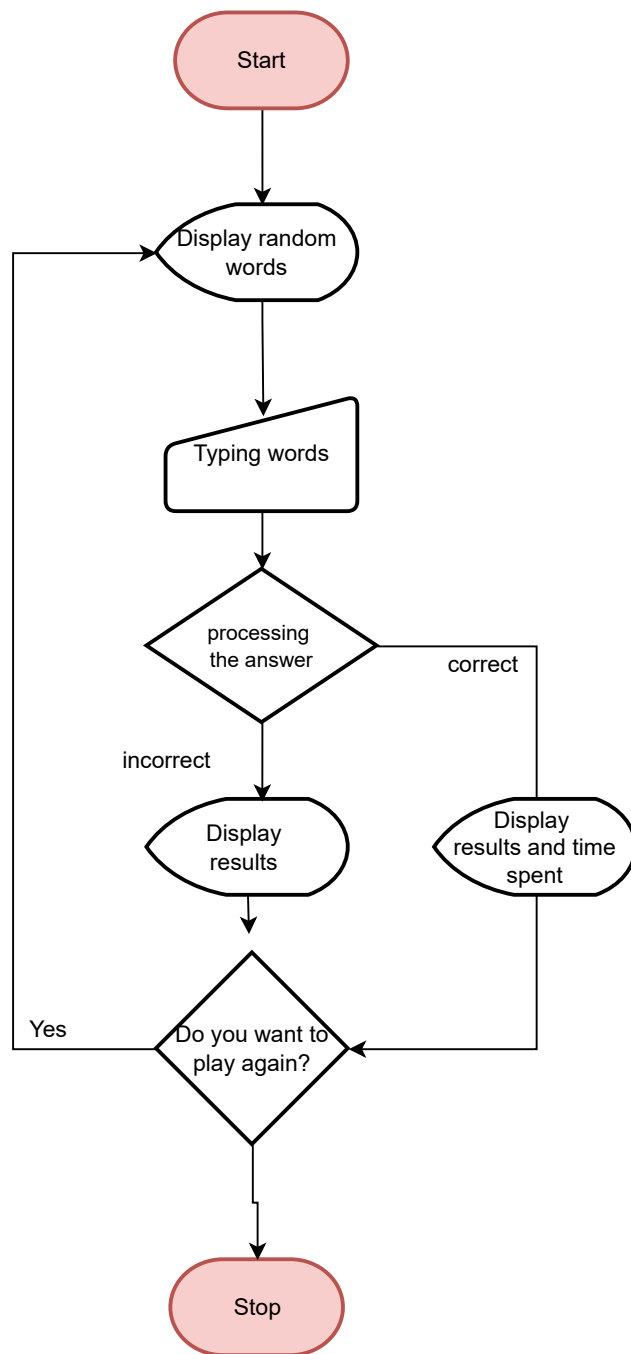 Start
Display random
words
Typing words
processing
the answer
correct
incorrect
Display
results
Display
results and time
spent
Yes
Do you want to
play again?
Stop